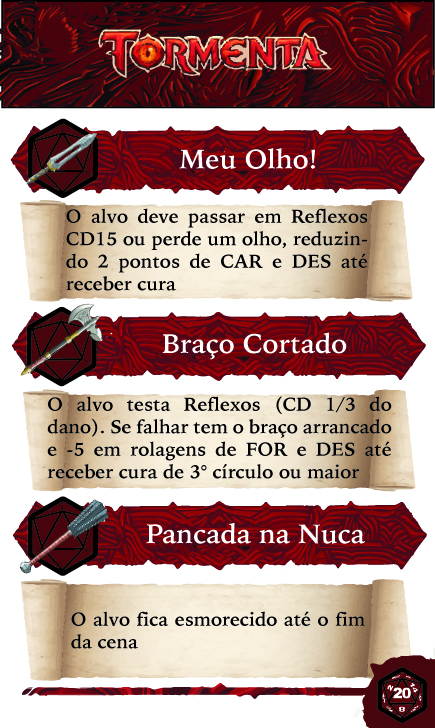 TORMENTA
Meu Olho!
O alvo deve passar em Reflexos
CD15 ou perde um olho, reduzin-
do 2 pontos de CAR e DES até
receber cura
Braço Cortado
O alvo testa Reflexos (CD 1/3 do
dano). Se falhar tem o braço arrancado
e -5 em rolagens de FOR e DES até
receber cura de 3° círculo ou maior
Pancada na Nuca
O alvo fica esmorecido até o fim
da cena
20